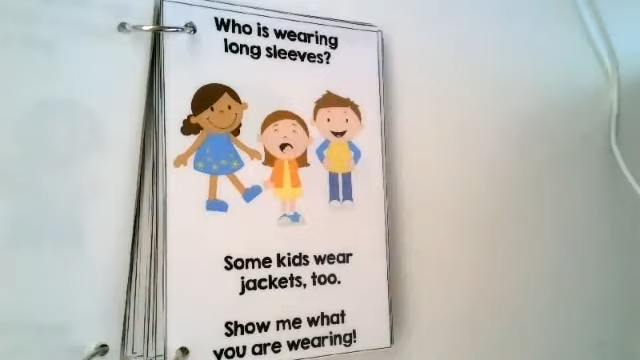 Who is wearing
long sleeves?
Some kids wear
jackets, too.
Show me what
you are wearing!